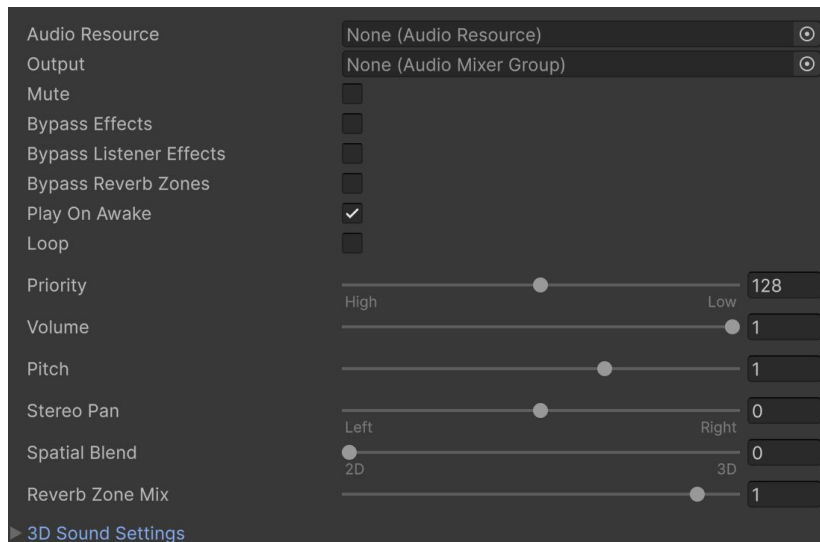 Audio Resource None (Audio Resource)
Output None (Audio Mixer Group)
Mute
Bypass Effects
Bypass Listener Effects
Bypass Reverb Zones
Play On Awake
Loop
Priority 128
High Low
Volume 1
Pitch 1
Stereo Pan 0
Left Right
Spatial Blend 0
2D 3D
Reverb Zone Mix 1
3D Sound Settings